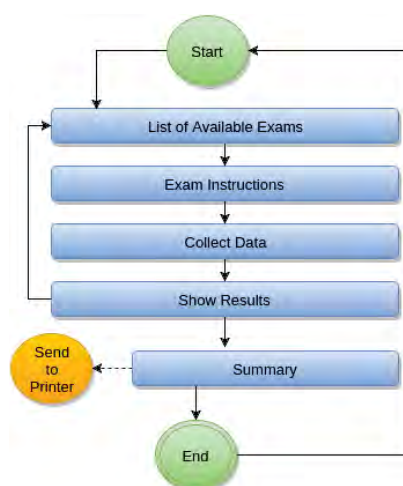 Start
List of Available Exams
Exam Instructions
Collect Data
Show Results
Send
to
Printer
Summary
End